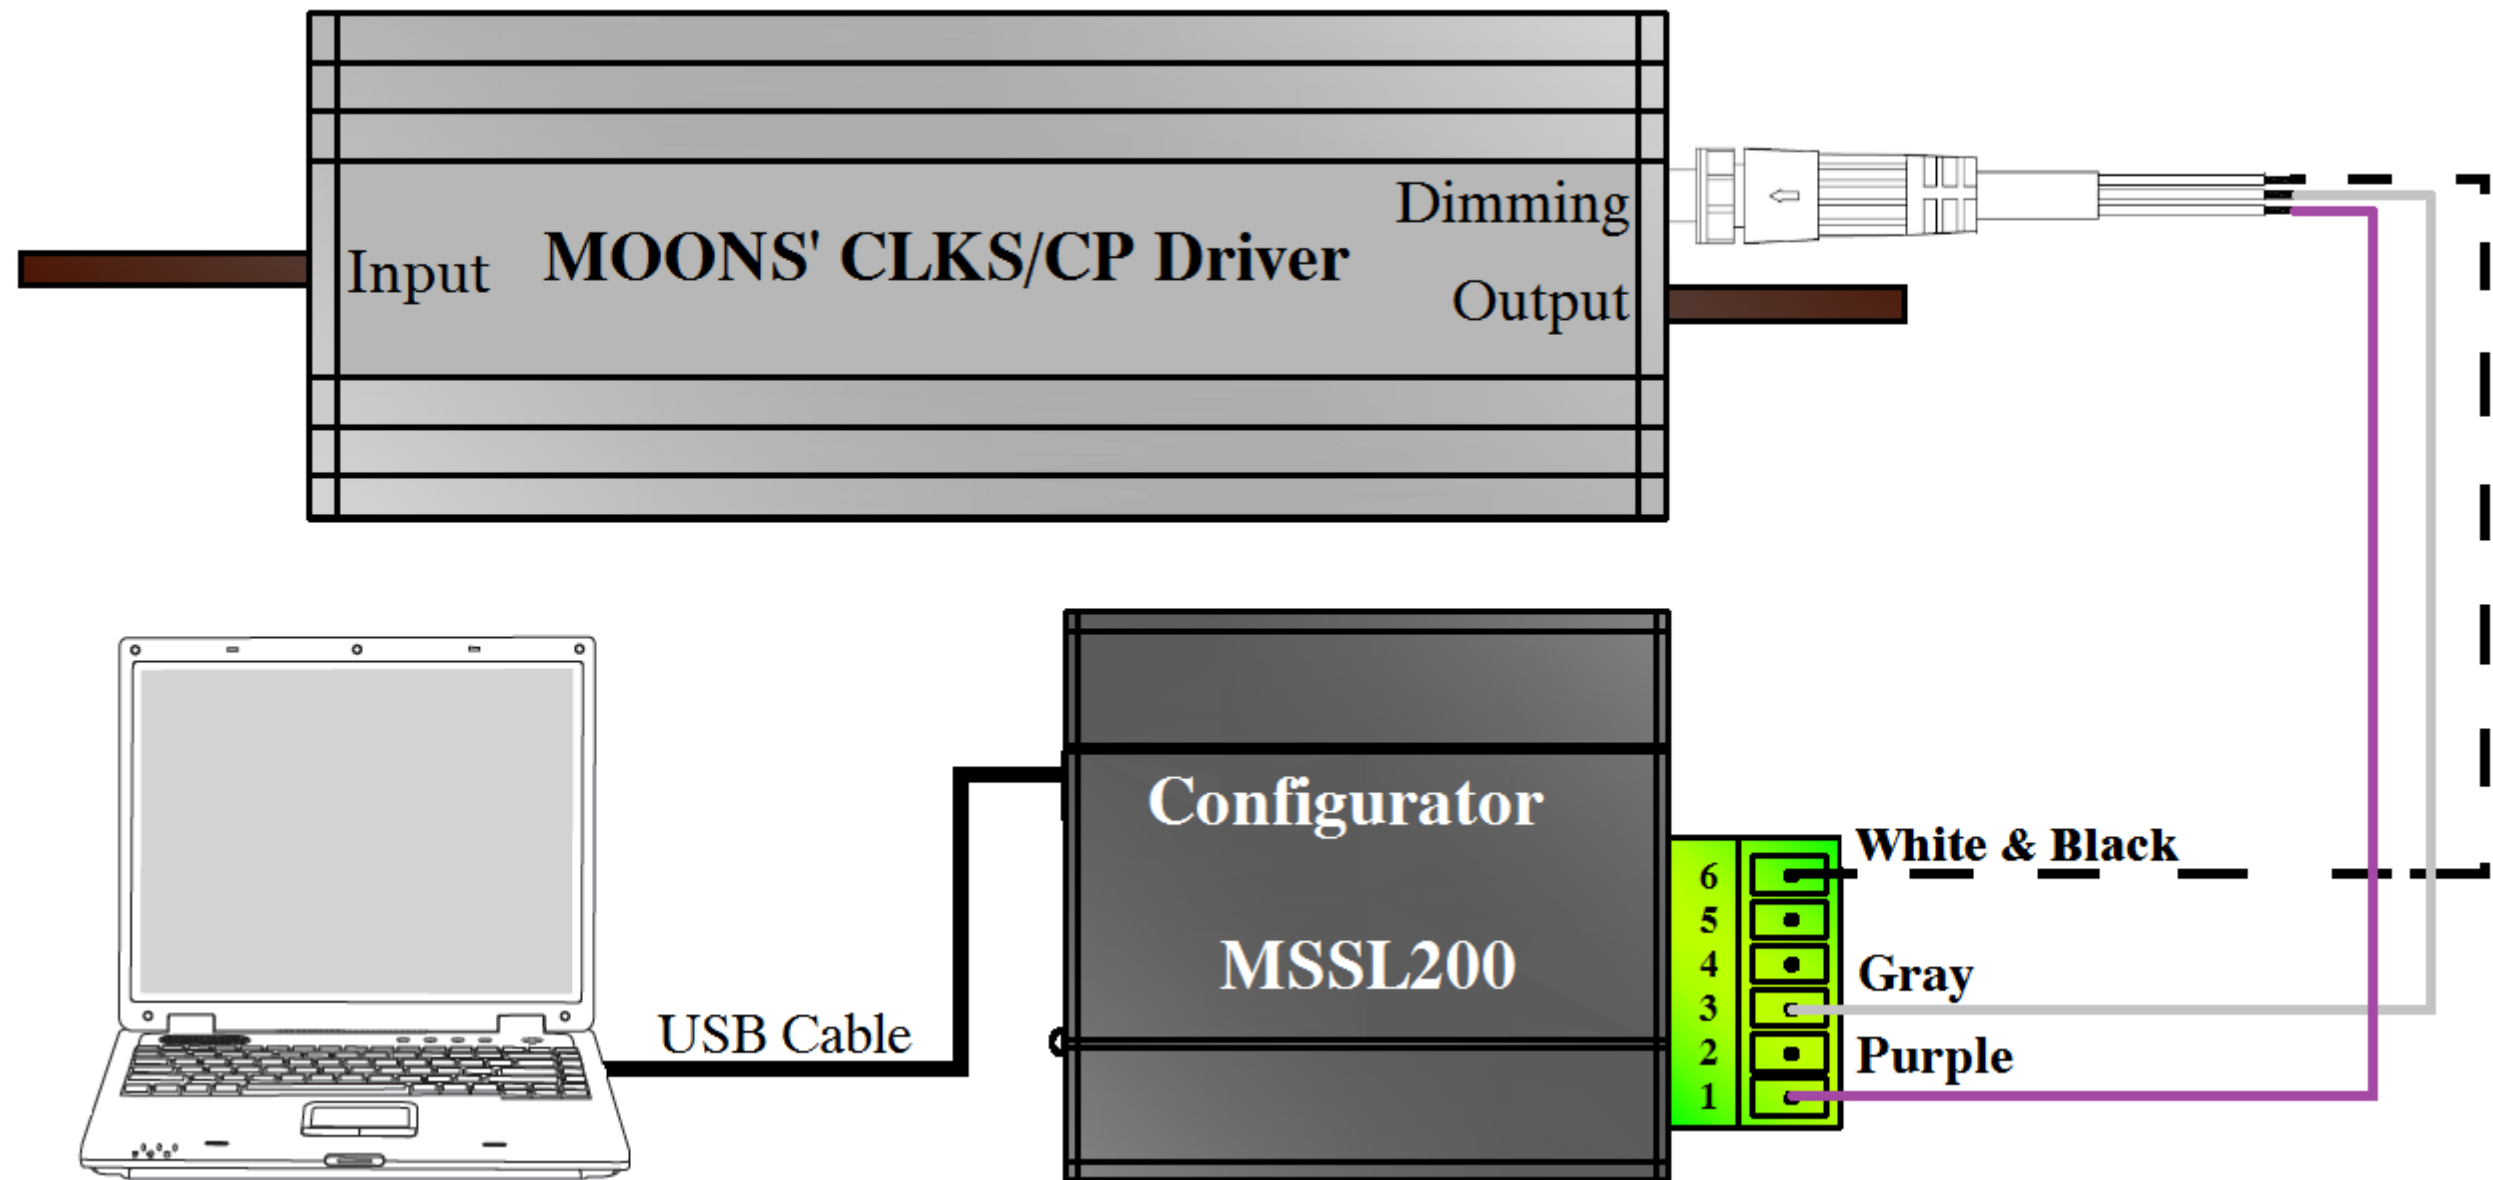 Dimming
Input
MOONS' CLKS/CP Driver
Output
Configurator
MSSL200
USB Cable
6
5
4
3
2
1
White & Black
Gray
Purple